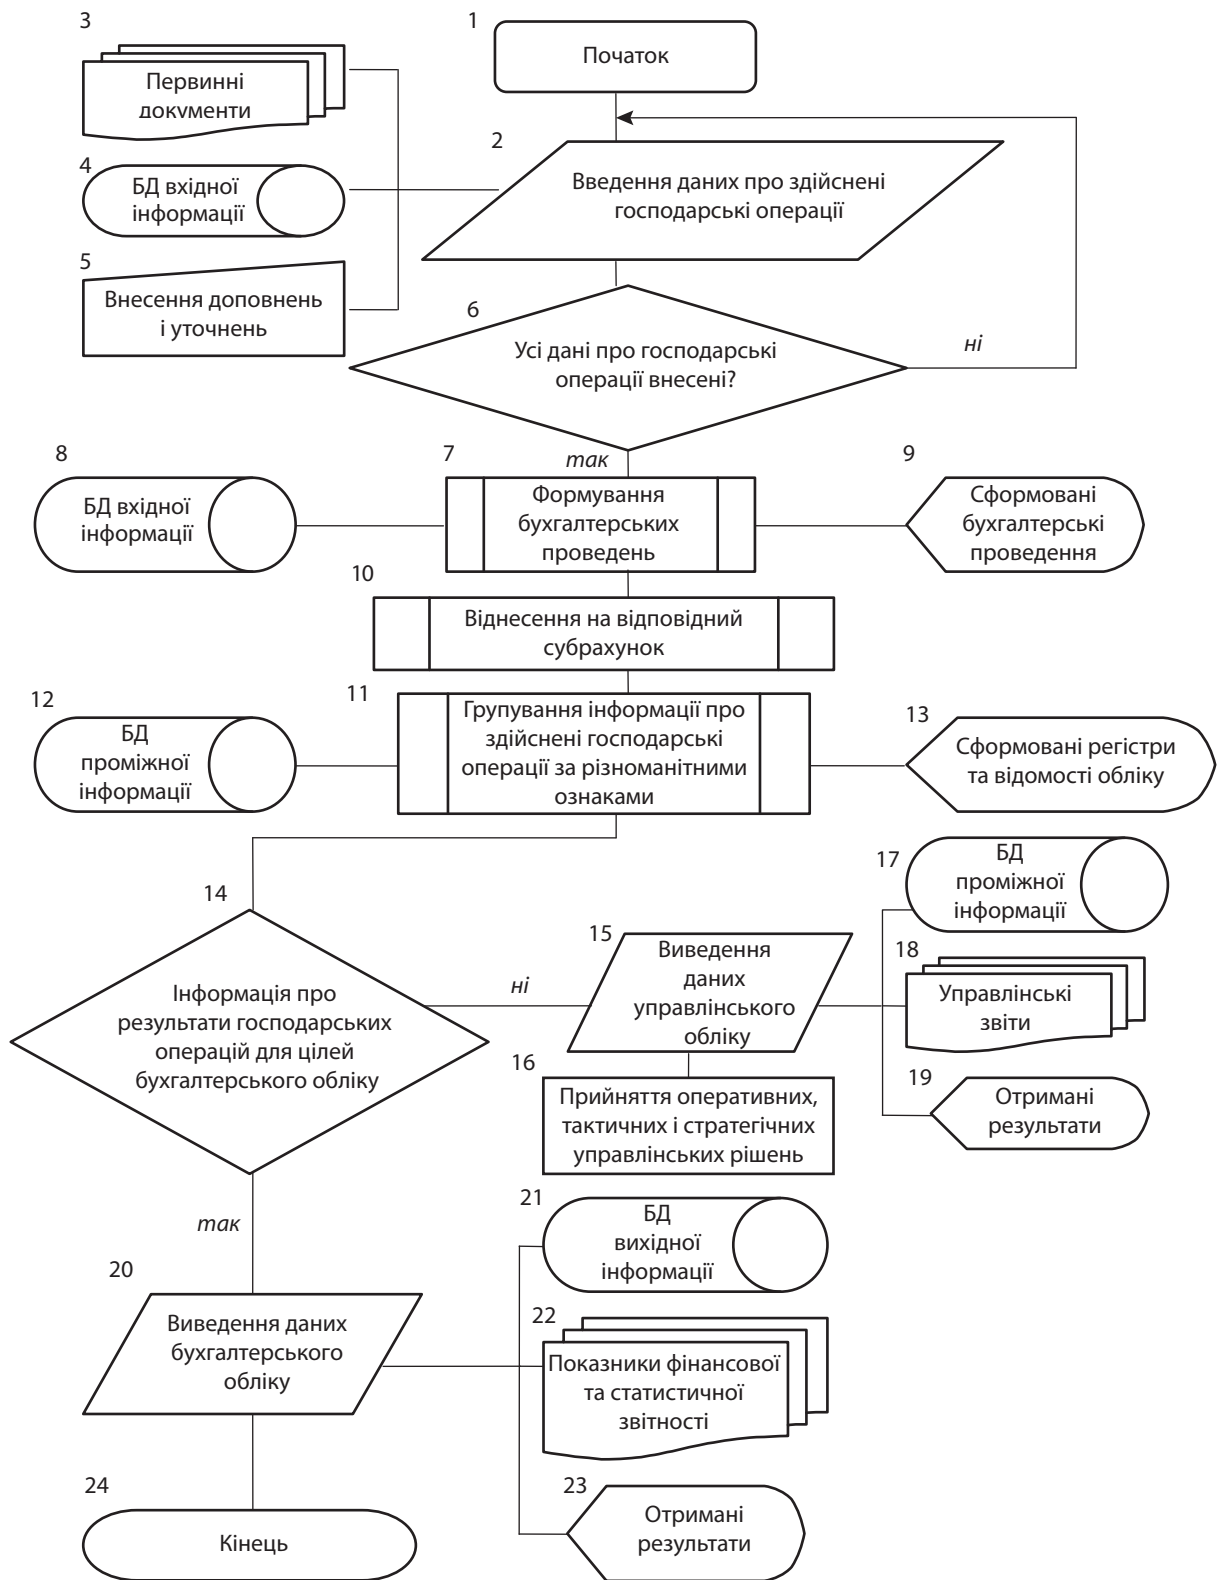 3
1
Початок
Первинні
документи
2
4
Введення даних про здійснені
господарські операції
БД вхідної
інформації
5
Внесення доповнень
і уточнень
6
Усі дані про господарські
операції внесені?
ні
так
8
7
9
БД вхідної
інформації
Формування
бухгалтерських
проведень
Сформовані
бухгалтерські
проведення
10
Віднесення на відповідний
субрахунок
12
11
13
БД
проміжної
інформації
Групування інформації про
здійснені господарські
операції за різноманітними
ознаками
Сформовані регістри
та відомості обліку
14
Інформація про
результати господарських
операцій для цілей
бухгалтерського обліку
ні
15
Виведення
даних
управлінського
обліку
17
БД
проміжної
інформації
18
Управлінські
звіти
16
Прийняття оперативних,
тактичних і стратегічних
управлінських рішень
19
Отримані
результати
так
21
БД
вихідної
інформації
20
Виведення даних
бухгалтерського
обліку
22
Показники фінансової
та статистичної
звітності
24
Кінець
23
Отримані
результати